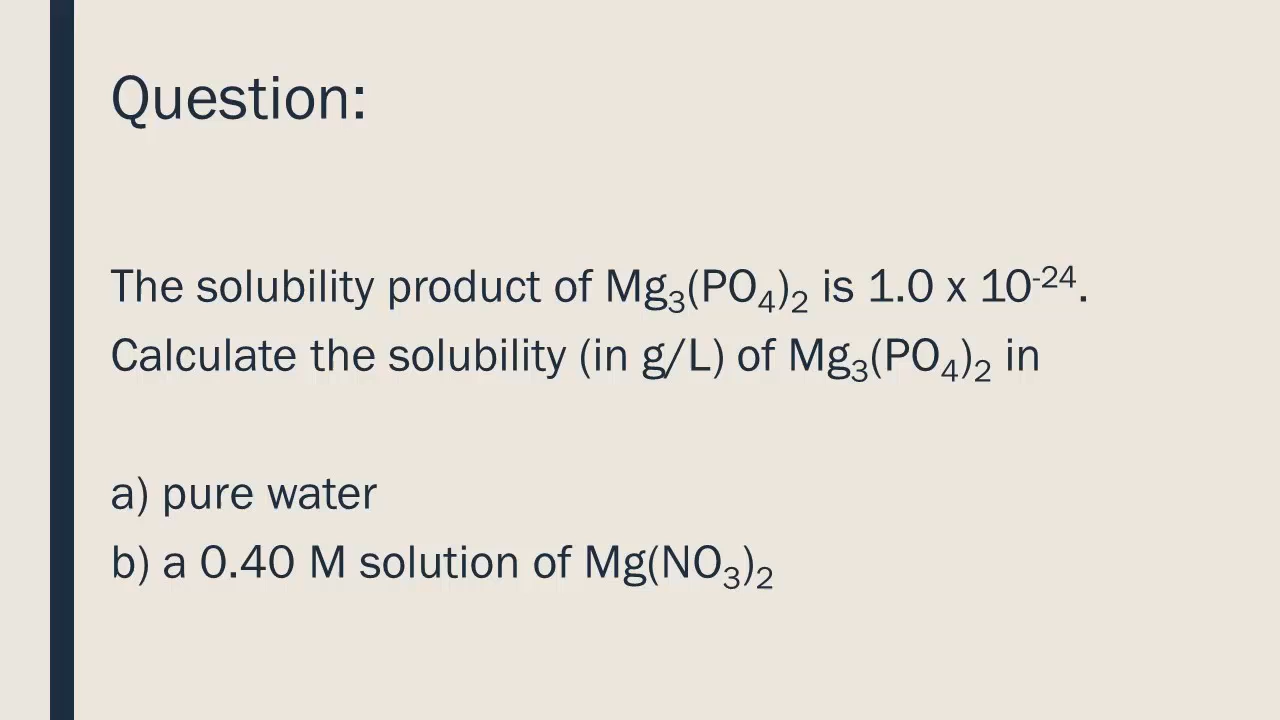 Question:
The solubility product of Mg₃(PO₄)₂ is 1.0 x 10⁻²⁴.
Calculate the solubility (in g/L) of Mg₃(PO₄)₂ in
a) pure water
b) a 0.40 M solution of Mg(NO₃)₂